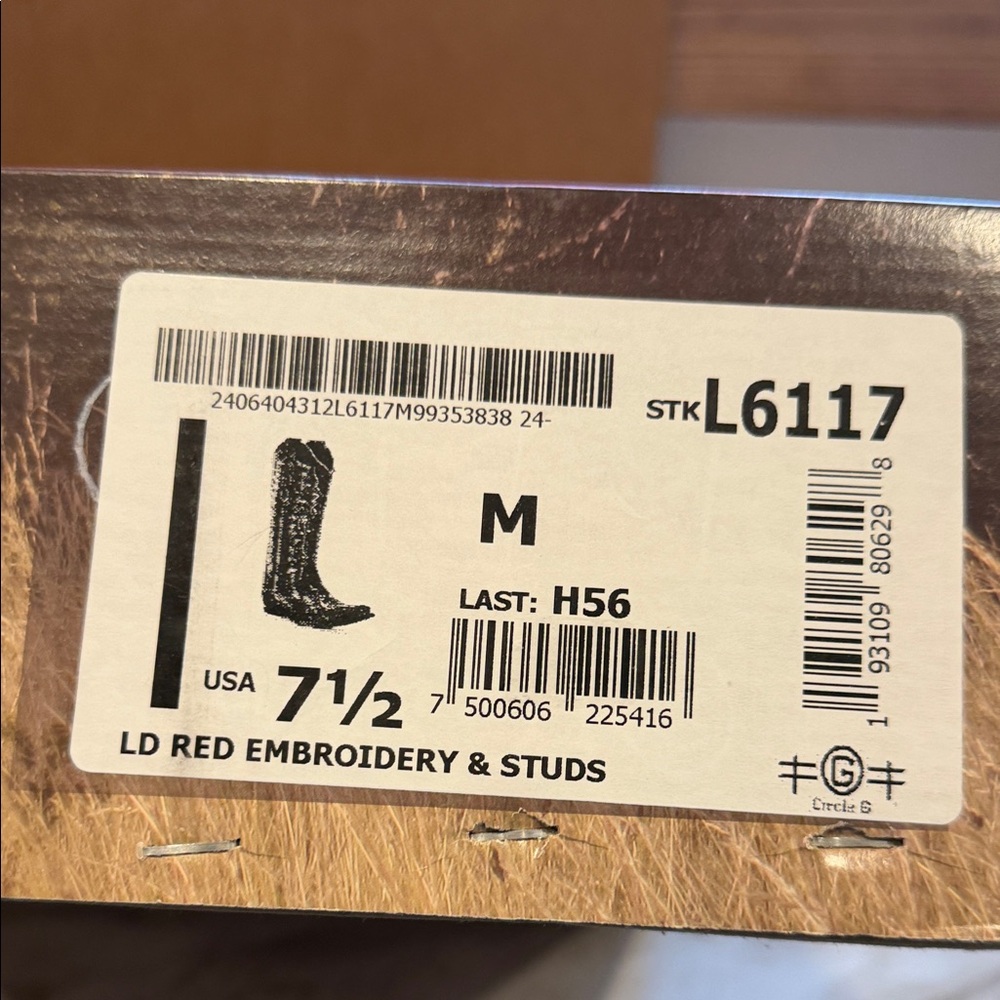 2406404312L6117M99353838 24-
STK L6117
M
LAST: H56
1 93109 80629 8
USA 7½
7 500606 225416
LD RED EMBROIDERY & STUDS
G
Circle G